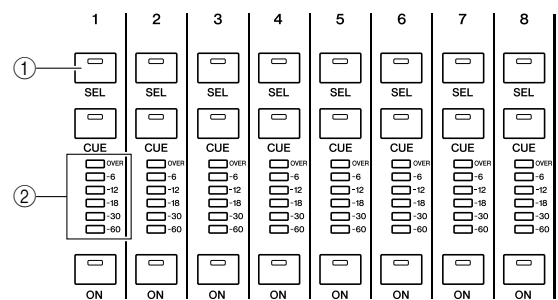 1 2 3 4 5 6 7 8
①
SEL SEL SEL SEL SEL SEL SEL SEL
CUE CUE CUE CUE CUE CUE CUE CUE
OVER OVER OVER OVER OVER OVER OVER OVER
-6 -6 -6 -6 -6 -6 -6 -6
-12 -12 -12 -12 -12 -12 -12 -12
②
-18 -18 -18 -18 -18 -18 -18 -18
-30 -30 -30 -30 -30 -30 -30 -30
-60 -60 -60 -60 -60 -60 -60 -60
ON ON ON ON ON ON ON ON